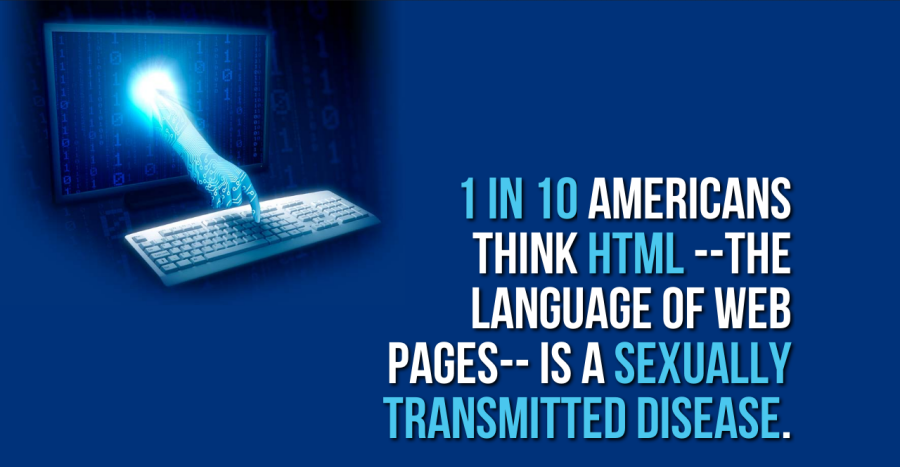 1 IN 10 AMERICANS
THINK HTML --THE
LANGUAGE OF WEB
PAGES-- IS A SEXUALLY
TRANSMITTED DISEASE.